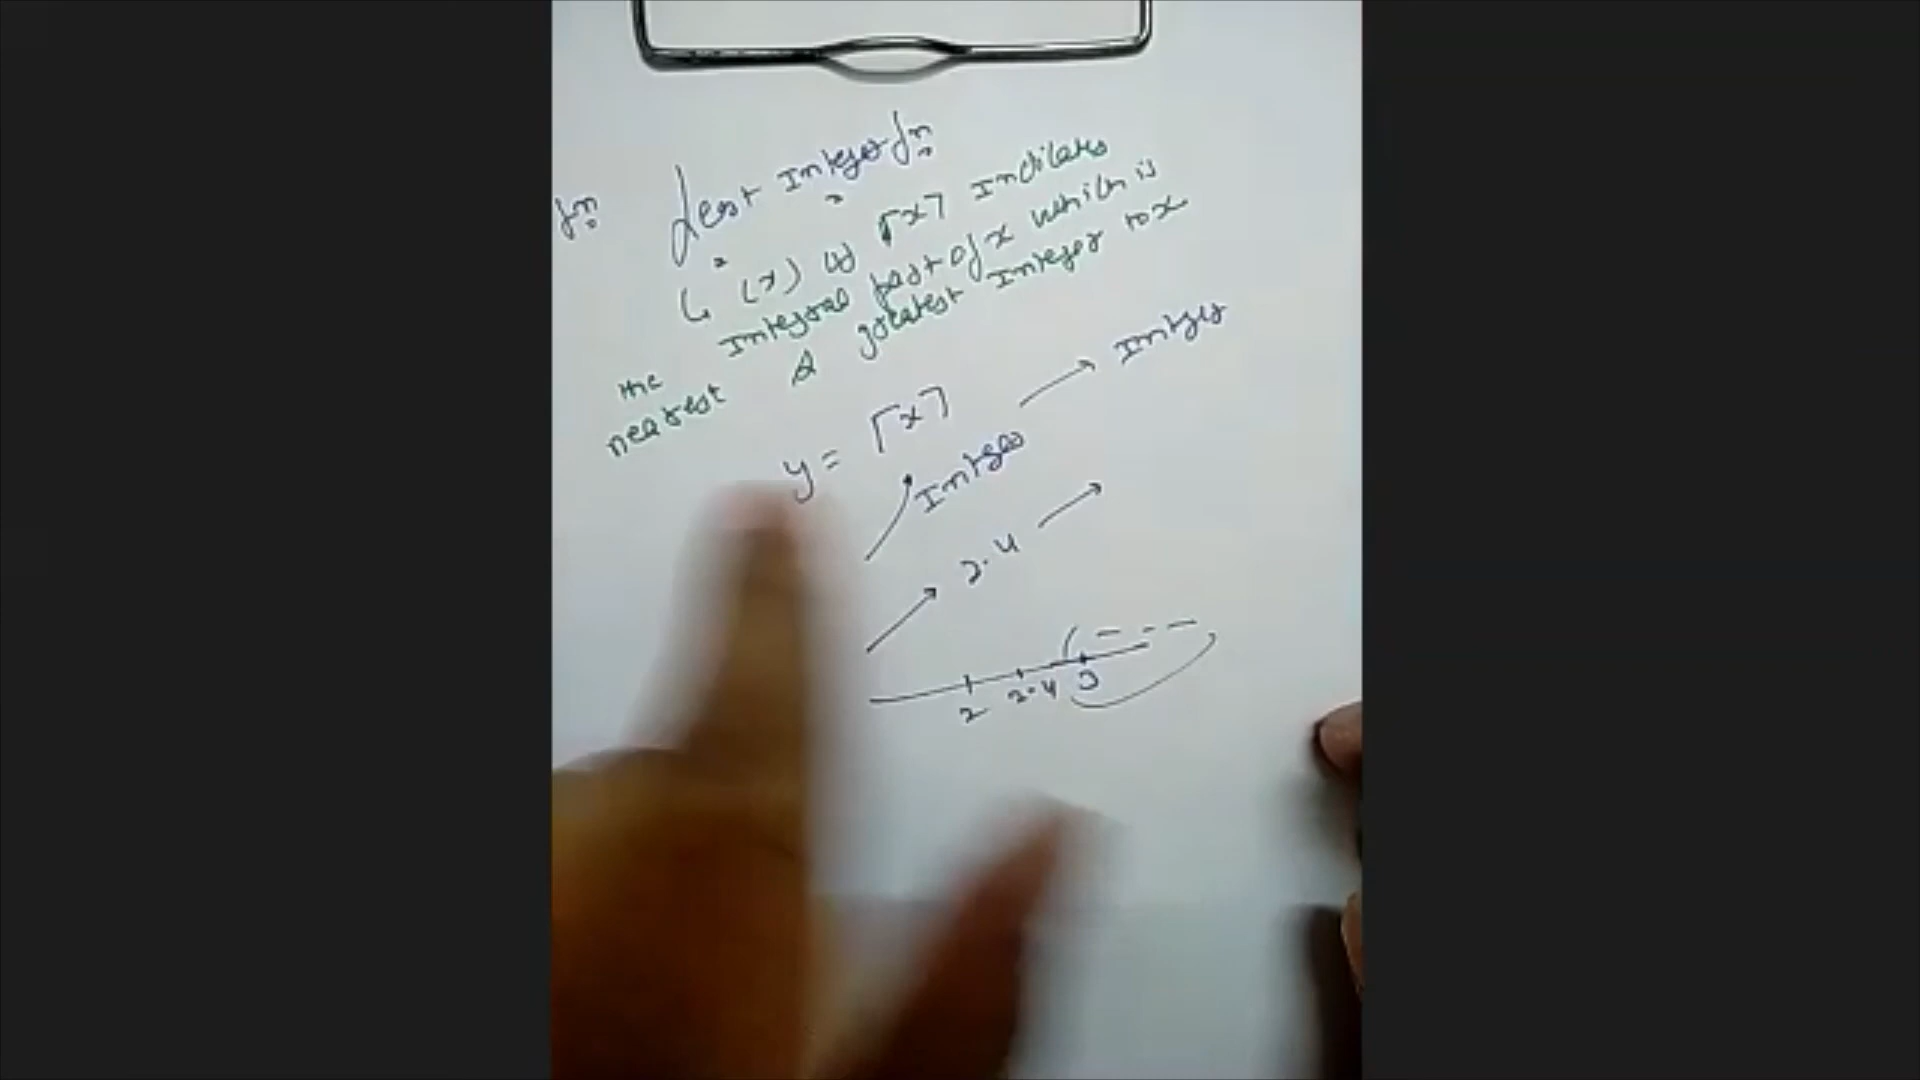 fn:
Least Integer fn:
↳ (x) or ⌈x⌉ Indicates
the Integral part of x which is
nearest & greatest Integer to x
y = ⌈x⌉ → Integer
Integer
2.4
2 2.4 3